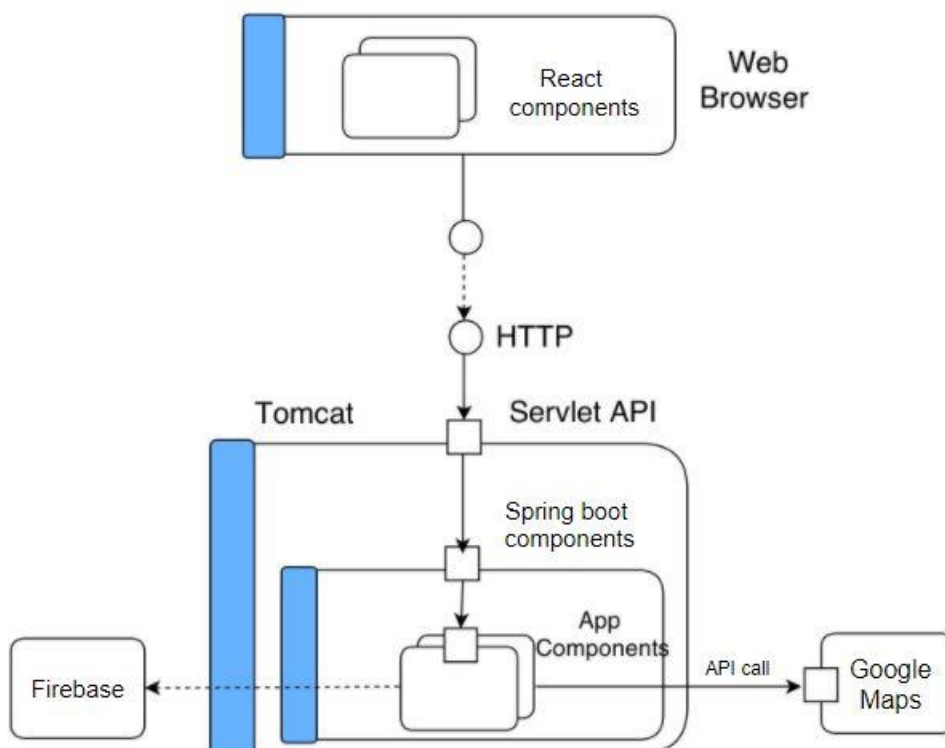 React
components
Web
Browser
HTTP
Tomcat
Servlet API
Spring boot
components
App
Components
Firebase
API call
Google
Maps